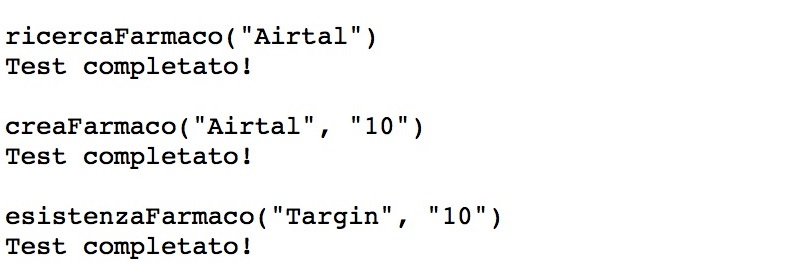 ricercaFarmaco("Airtal")
Test completato!
creaFarmaco("Airtal", "10")
Test completato!
esistenzaFarmaco("Targin", "10")
Test completato!